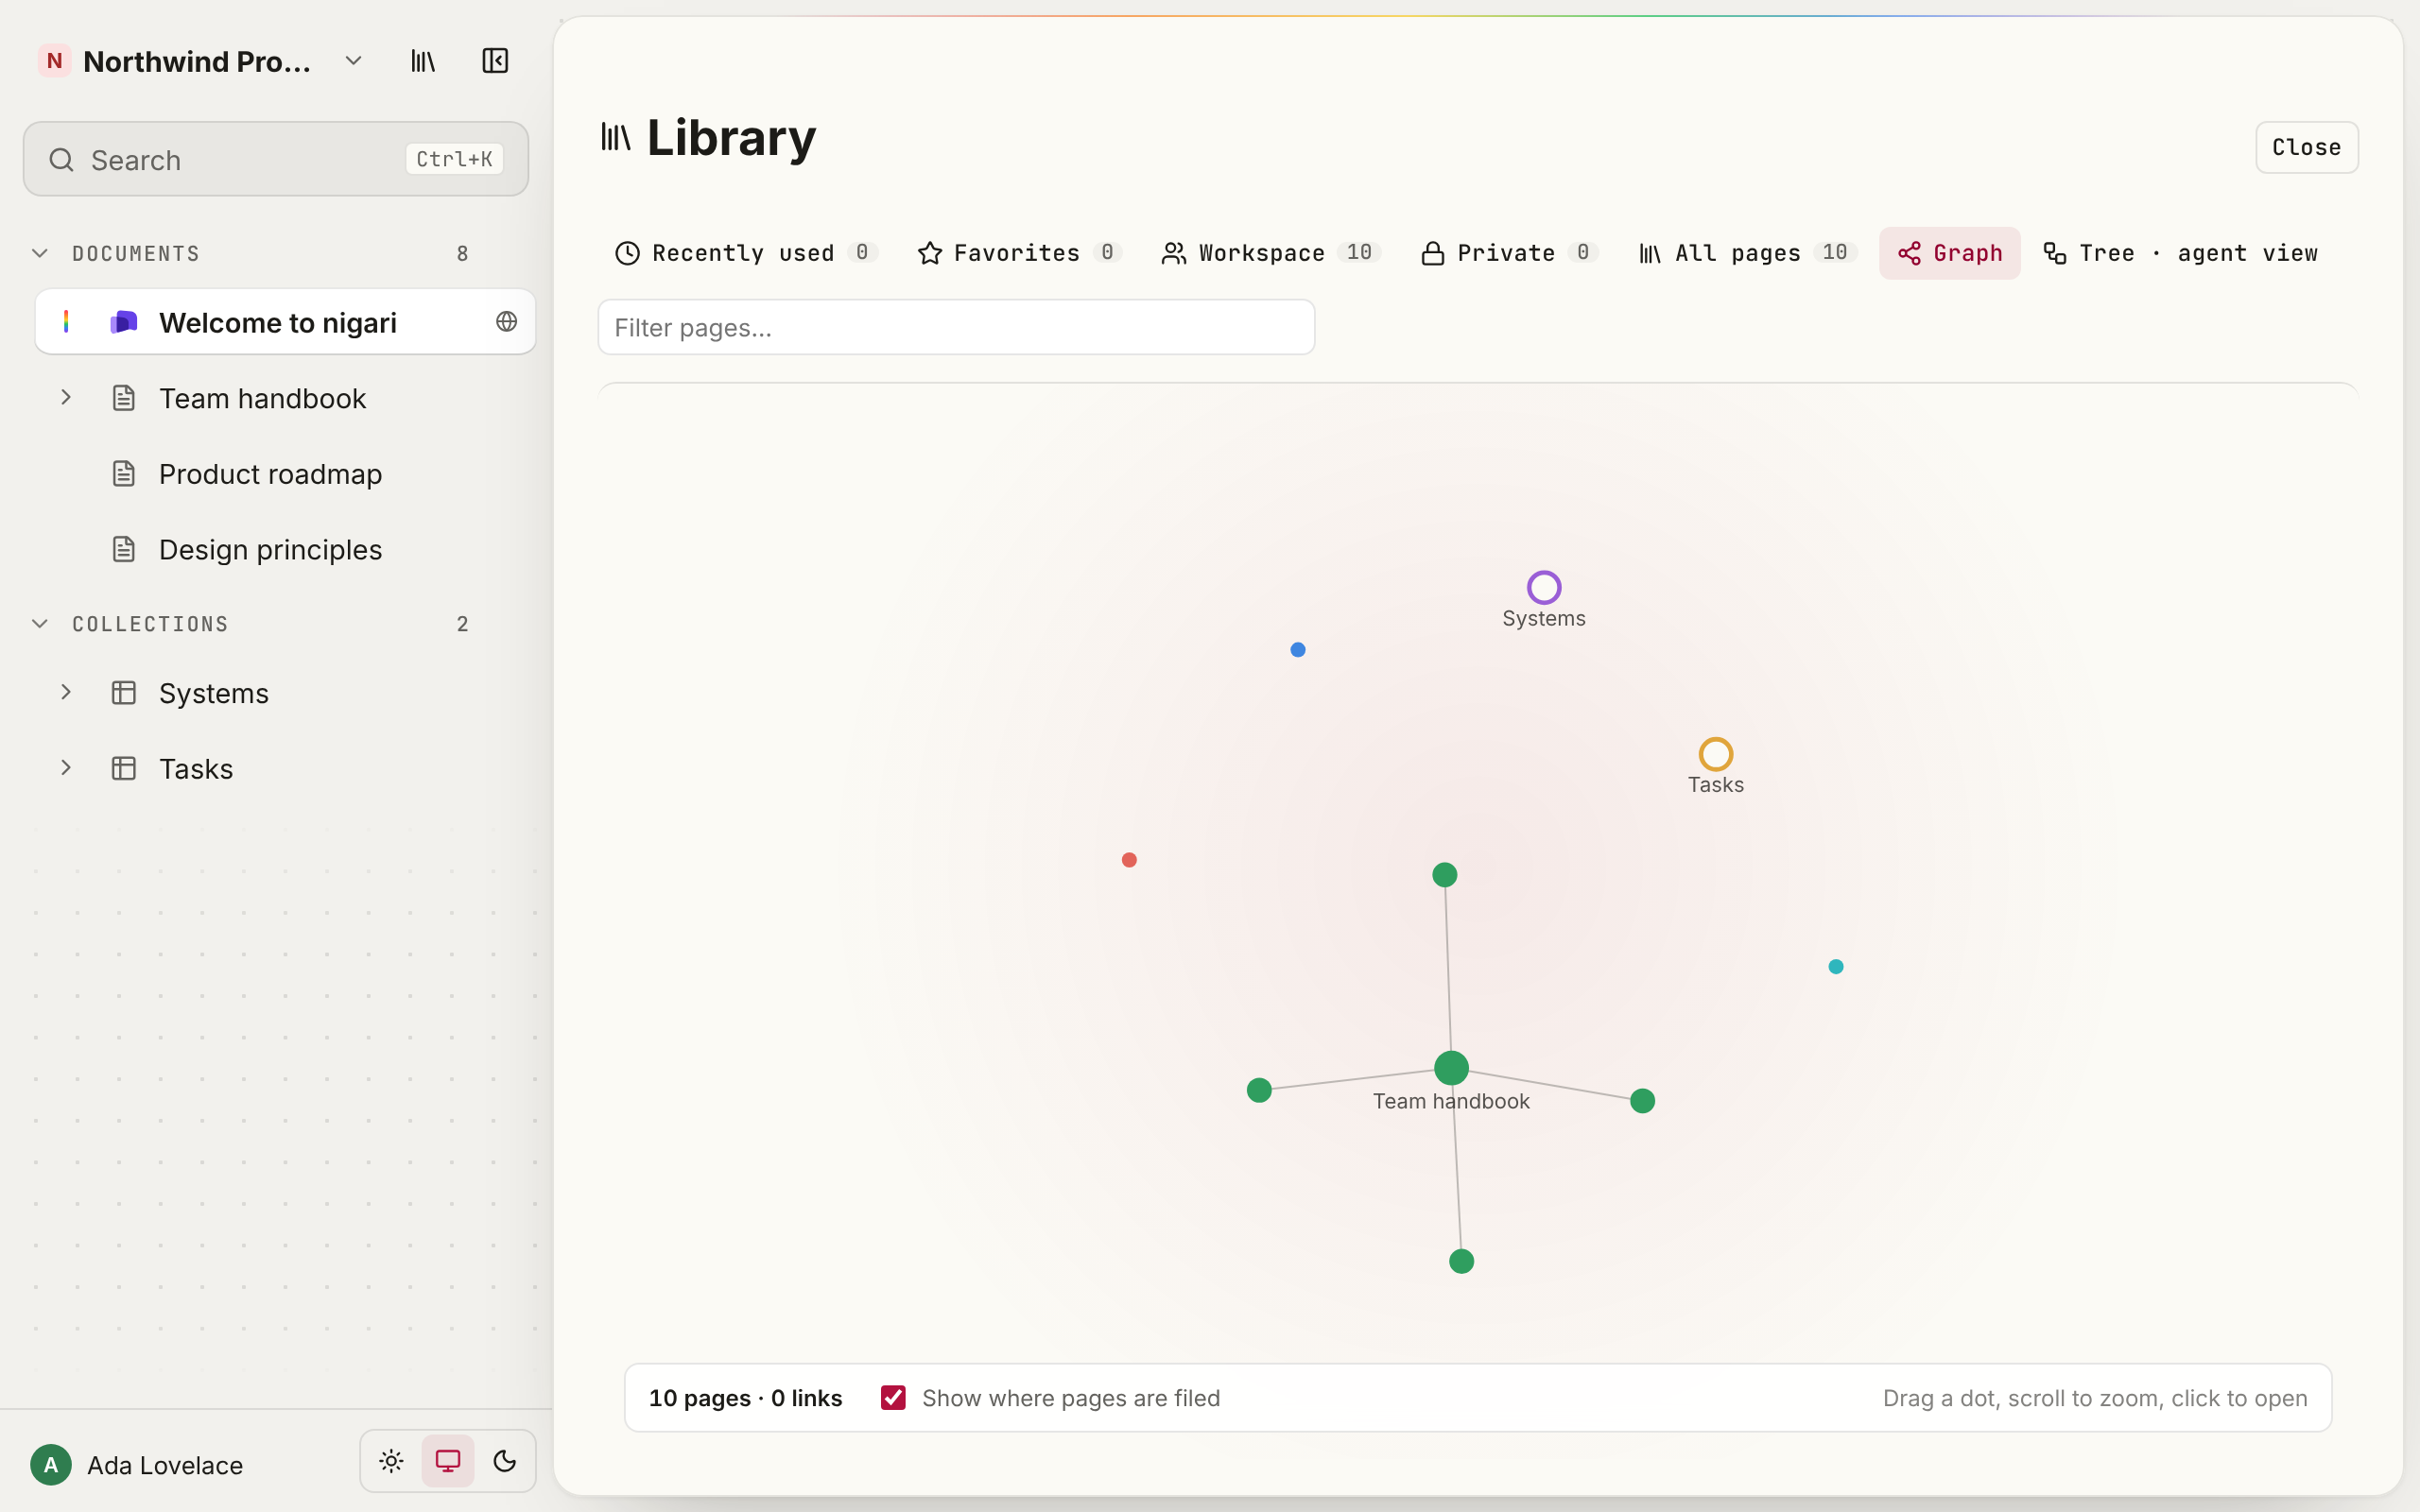 N Northwind Pro...
Search Ctrl+K
DOCUMENTS 8
Welcome to nigari
Team handbook
Product roadmap
Design principles
COLLECTIONS 2
Systems
Tasks
A Ada Lovelace
Library
Close
Recently used 0 Favorites 0 Workspace 10 Private 0 All pages 10 Graph Tree · agent view
Filter pages...
Systems
Tasks
Team handbook
10 pages · 0 links Show where pages are filed Drag a dot, scroll to zoom, click to open